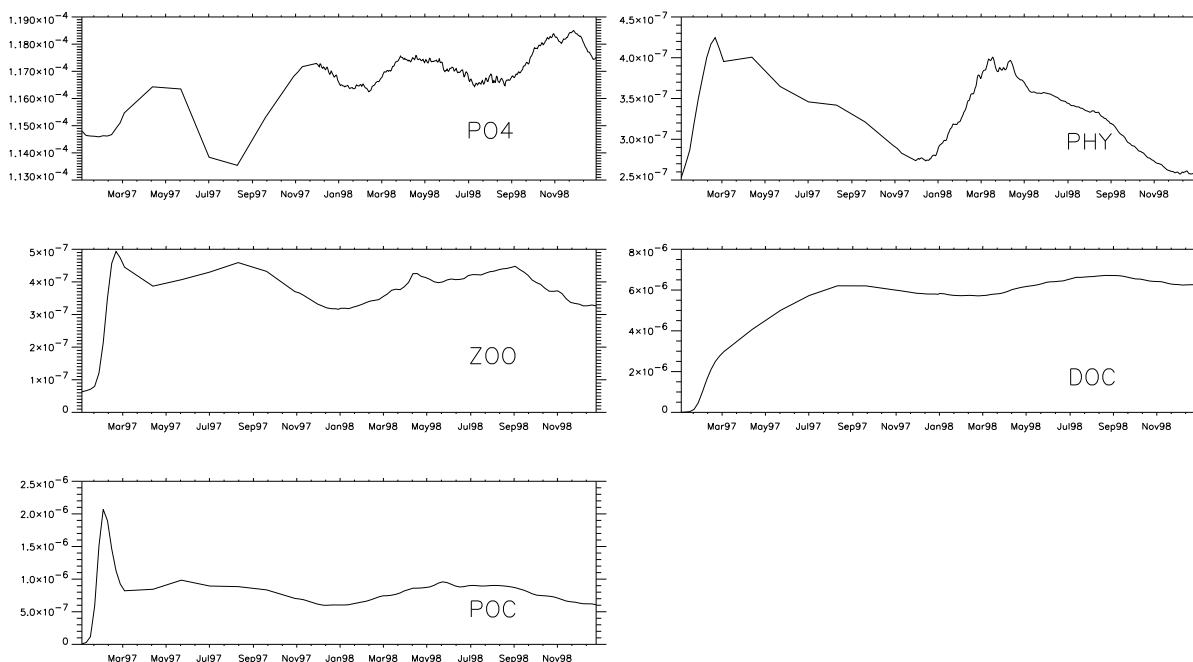 1.190×10⁻⁴
1.180×10⁻⁴
1.170×10⁻⁴
1.160×10⁻⁴
1.150×10⁻⁴
1.140×10⁻⁴
1.130×10⁻⁴
PO4
Mar97 May97 Jul97 Sep97 Nov97 Jan98 Mar98 May98 Jul98 Sep98 Nov98
4.5×10⁻⁷
4.0×10⁻⁷
3.5×10⁻⁷
3.0×10⁻⁷
2.5×10⁻⁷
PHY
Mar97 May97 Jul97 Sep97 Nov97 Jan98 Mar98 May98 Jul98 Sep98 Nov98
5×10⁻⁷
4×10⁻⁷
3×10⁻⁷
2×10⁻⁷
1×10⁻⁷
0
ZOO
Mar97 May97 Jul97 Sep97 Nov97 Jan98 Mar98 May98 Jul98 Sep98 Nov98
8×10⁻⁶
6×10⁻⁶
4×10⁻⁶
2×10⁻⁶
0
DOC
Mar97 May97 Jul97 Sep97 Nov97 Jan98 Mar98 May98 Jul98 Sep98 Nov98
2.5×10⁻⁶
2.0×10⁻⁶
1.5×10⁻⁶
1.0×10⁻⁶
5.0×10⁻⁷
0
POC
Mar97 May97 Jul97 Sep97 Nov97 Jan98 Mar98 May98 Jul98 Sep98 Nov98